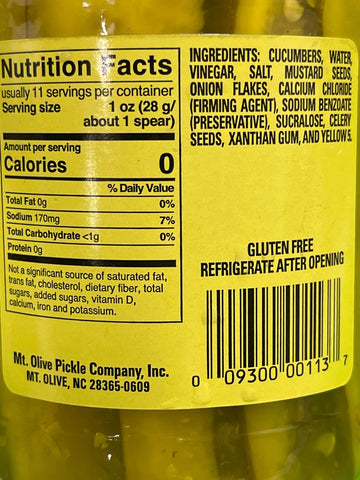 Nutrition Facts
usually 11 servings per container
Serving size 1 oz (28 g/
about 1 spear)
Amount per serving
Calories 0
% Daily Value
Total Fat 0g 0%
Sodium 170mg 7%
Total Carbohydrate <1g 0%
Protein 0g
Not a significant source of saturated fat,
trans fat, cholesterol, dietary fiber, total
sugars, added sugars, vitamin D,
calcium, iron and potassium.
Mt. Olive Pickle Company, Inc.
MT. OLIVE, NC 28365-0609
INGREDIENTS: CUCUMBERS, WATER,
VINEGAR, SALT, MUSTARD SEEDS,
ONION FLAKES, CALCIUM CHLORIDE
(FIRMING AGENT), SODIUM BENZOATE
(PRESERVATIVE), SUCRALOSE, CELERY
SEEDS, XANTHAN GUM, AND YELLOW 5.
GLUTEN FREE
REFRIGERATE AFTER OPENING
0 09300 00113 7